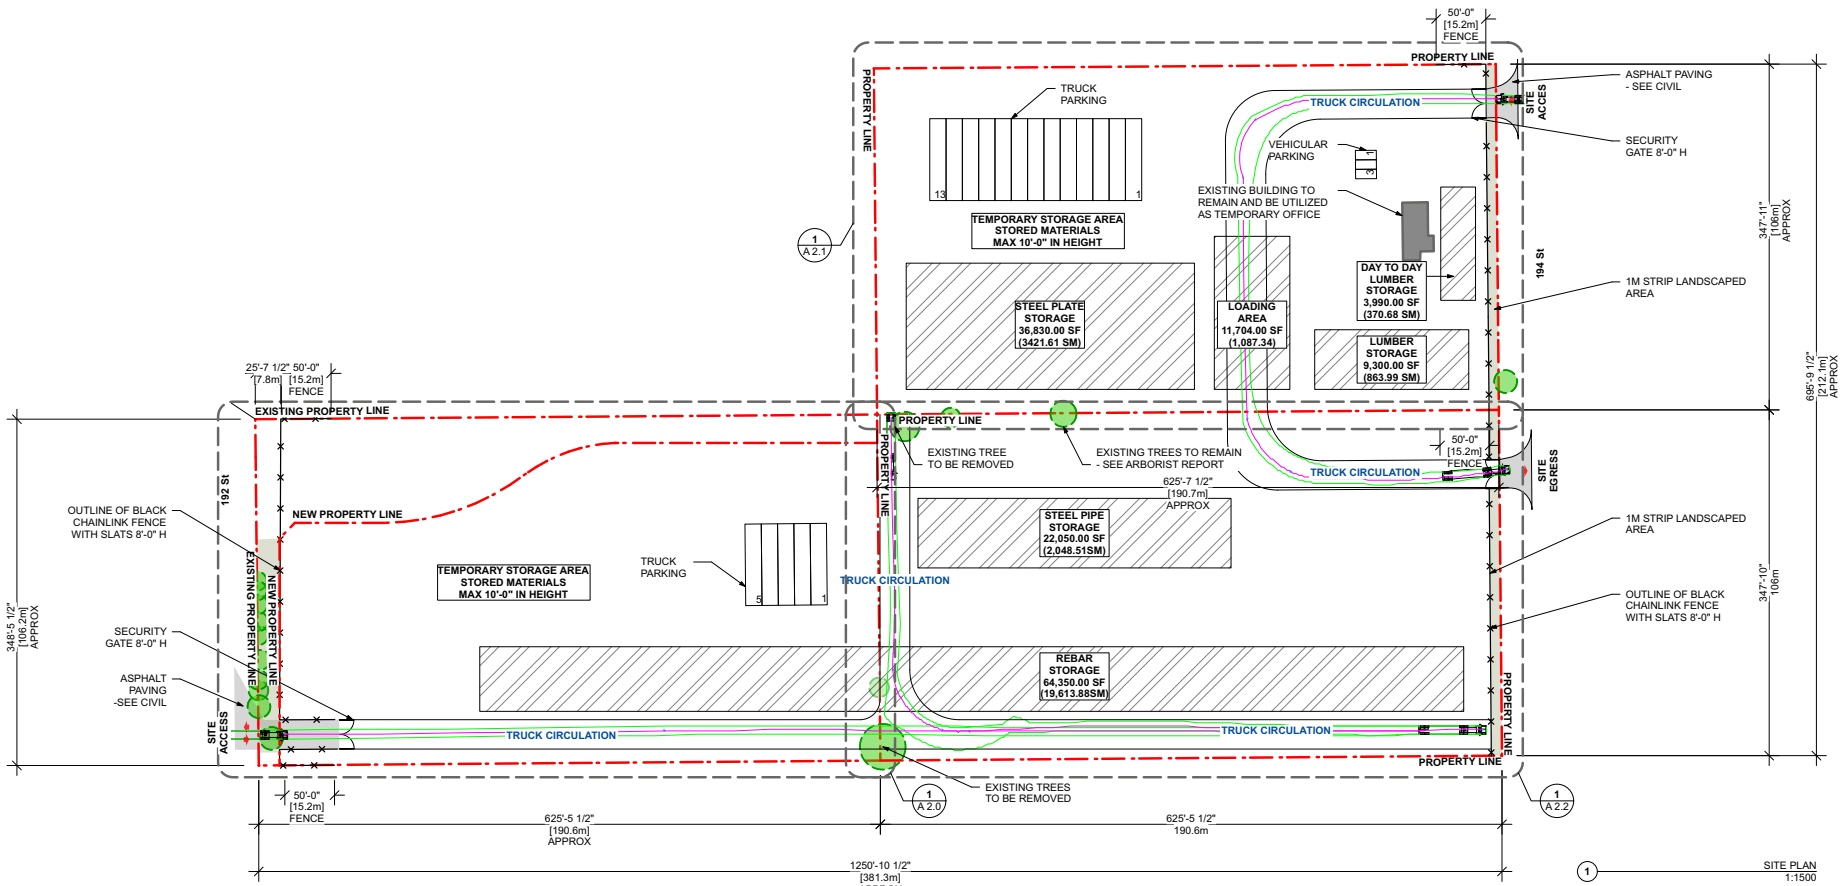 50'-0"
[15.2m]
FENCE
PROPERTY LINE
PROPERTY LINE
TRUCK
PARKING
TRUCK CIRCULATION
SITE
ACCES
ASPHALT PAVING
- SEE CIVIL
SECURITY
GATE 8'-0" H
VEHICULAR
PARKING
1
3
13
1
EXISTING BUILDING TO
REMAIN AND BE UTILIZED
AS TEMPORARY OFFICE
TEMPORARY STORAGE AREA
STORED MATERIALS
MAX 10'-0" IN HEIGHT
1
A 2.1
347'-11"
[106m]
APPROX
194 St
DAY TO DAY
LUMBER
STORAGE
3,990.00 SF
(370.68 SM)
1M STRIP LANDSCAPED
AREA
STEEL PLATE
STORAGE
36,830.00 SF
(3421.61 SM)
LOADING
AREA
11,704.00 SF
(1,087.34)
LUMBER
STORAGE
9,300.00 SF
(863.99 SM)
695'-9 1/2"
[212.1m]
APPROX
25'-7 1/2"
[7.8m]
50'-0"
[15.2m]
FENCE
EXISTING PROPERTY LINE
PROPERTY LINE
PROPERTY LINE
EXISTING TREE
TO BE REMOVED
EXISTING TREES TO REMAIN
- SEE ARBORIST REPORT
50'-0"
[15.2m]
FENCE
TRUCK CIRCULATION
SITE
EGRESS
625'-7 1/2"
[190.7m]
APPROX
192 St
OUTLINE OF BLACK
CHAINLINK FENCE
WITH SLATS 8'-0" H
NEW PROPERTY LINE
STEEL PIPE
STORAGE
22,050.00 SF
(2,048.51SM)
1M STRIP LANDSCAPED
AREA
EXISTING PROPERTY LINE
NEW PROPERTY LINE
TEMPORARY STORAGE AREA
STORED MATERIALS
MAX 10'-0" IN HEIGHT
TRUCK
PARKING
5
1
TRUCK CIRCULATION
347'-10"
106m
OUTLINE OF BLACK
CHAINLINK FENCE
WITH SLATS 8'-0" H
348'-5 1/2"
[106.2m]
APPROX
SECURITY
GATE 8'-0" H
ASPHALT
PAVING
-SEE CIVIL
REBAR
STORAGE
64,350.00 SF
(19,613.88SM)
PROPERTY LINE
SITE
ACCESS
TRUCK CIRCULATION
TRUCK CIRCULATION
PROPERTY LINE
50'-0"
[15.2m]
FENCE
EXISTING TREES
TO BE REMOVED
1
A 2.0
1
A 2.2
625'-5 1/2"
[190.6m]
APPROX
625'-5 1/2"
190.6m
1250'-10 1/2"
[381.3m]
1
SITE PLAN
1:1500